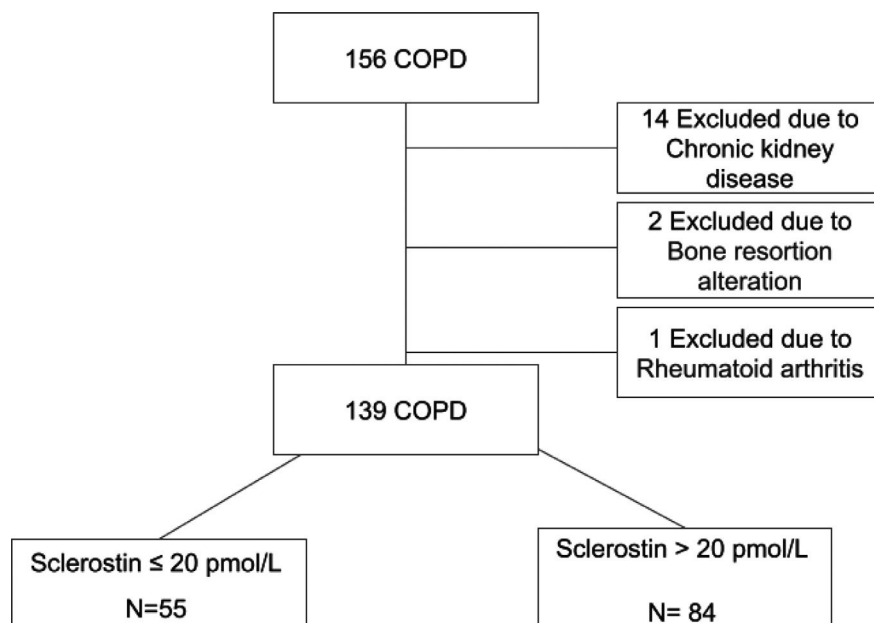 156 COPD
14 Excluded due to
Chronic kidney
disease
2 Excluded due to
Bone resortion
alteration
1 Excluded due to
Rheumatoid arthritis
139 COPD
Sclerostin ≤ 20 pmol/L
N=55
Sclerostin > 20 pmol/L
N= 84